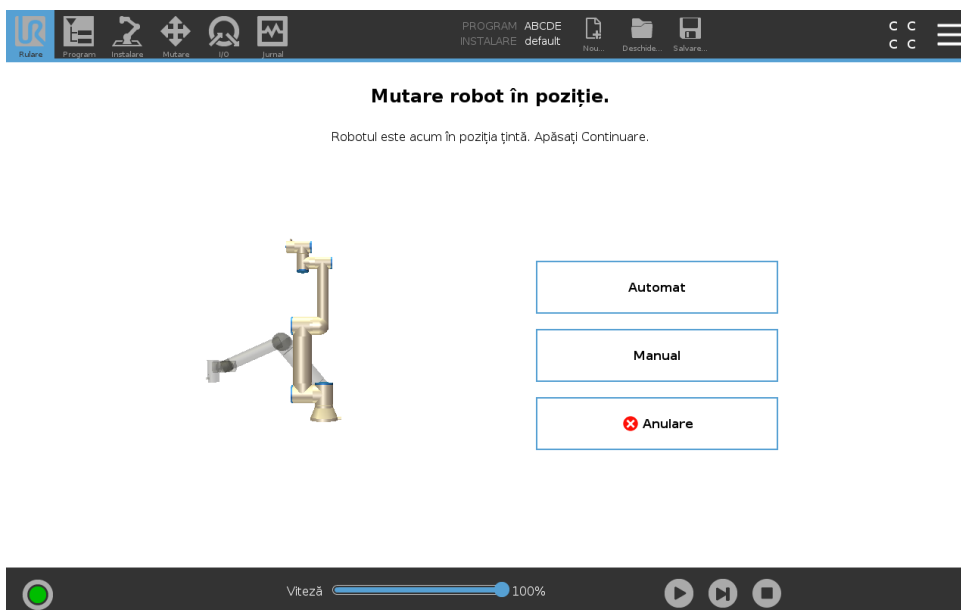 Rulare
Program
Instalare
Mutare
I/O
Jurnal
PROGRAM ABCDE
INSTALARE default
Nou...
Deschide...
Salvare...
C C
C C
Mutare robot în poziție.
Robotul este acum în poziția țintă. Apăsați Continuare.
Automat
Manual
Anulare
Viteză 100%